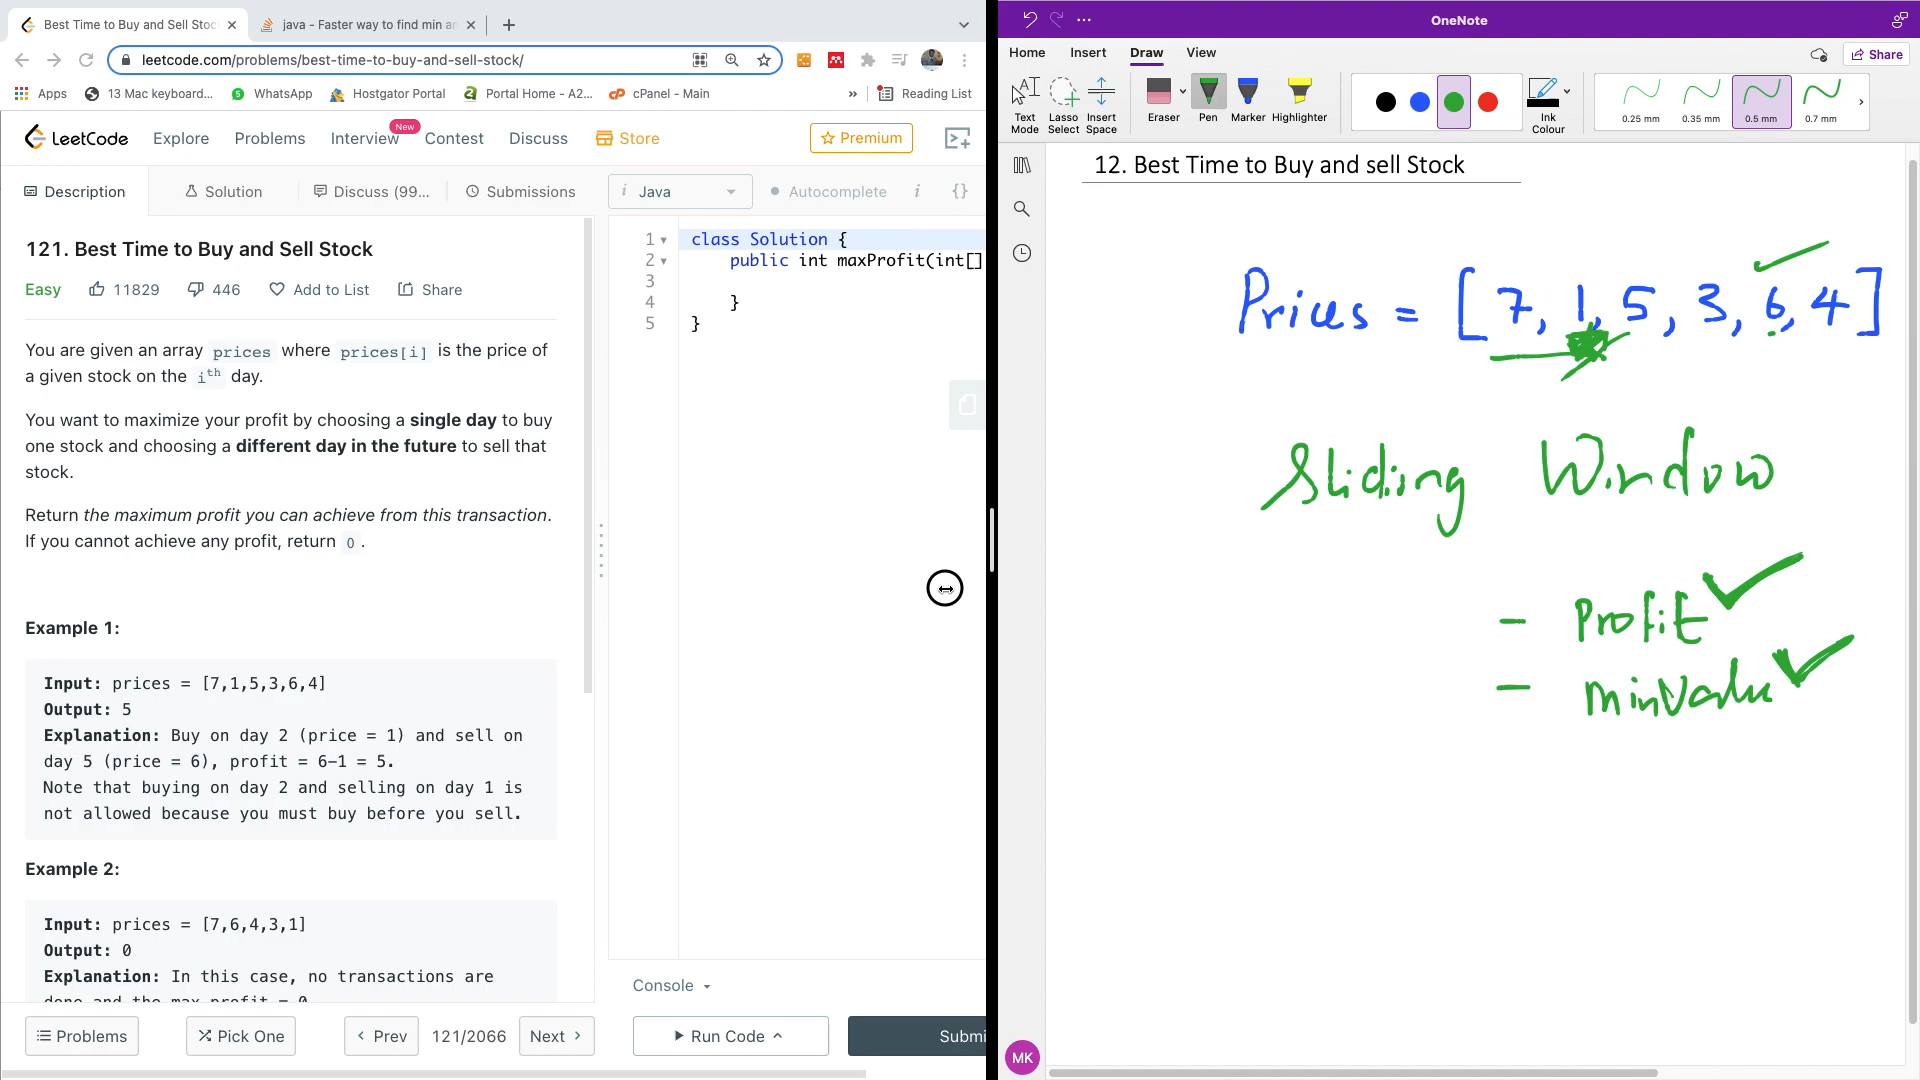 Best Time to Buy and Sell Stoc
java - Faster way to find min ar
leetcode.com/problems/best-time-to-buy-and-sell-stock/
Apps
13 Mac keyboard...
WhatsApp
Hostgator Portal
Portal Home - A2...
cPanel - Main
»
Reading List
LeetCode
Explore
Problems
Interview
New
Contest
Discuss
Store
Premium
Description
Solution
Discuss (99...
Submissions
i Java
Autocomplete
i
{}
121. Best Time to Buy and Sell Stock
Easy
11829
446
Add to List
Share
You are given an array prices where prices[i] is the price of
a given stock on the ith day.
You want to maximize your profit by choosing a single day to buy
one stock and choosing a different day in the future to sell that
stock.
Return the maximum profit you can achieve from this transaction.
If you cannot achieve any profit, return 0 .
Example 1:
Input: prices = [7,1,5,3,6,4]
Output: 5
Explanation: Buy on day 2 (price = 1) and sell on
day 5 (price = 6), profit = 6-1 = 5.
Note that buying on day 2 and selling on day 1 is
not allowed because you must buy before you sell.
Example 2:
Input: prices = [7,6,4,3,1]
Output: 0
Explanation: In this case, no transactions are
done and the max profit = 0
1 class Solution {
2 public int maxProfit(int[]
3
4 }
5 }
Console
Problems
Pick One
Prev
121/2066
Next
Run Code
Submi
OneNote
Home
Insert
Draw
View
Share
Text Mode
Lasso Select
Insert Space
Eraser
Pen
Marker
Highlighter
Ink Colour
0.25 mm
0.35 mm
0.5 mm
0.7 mm
12. Best Time to Buy and sell Stock
Prices = [7, 1, 5, 3, 6, 4]
Sliding Window
- Profit
- minValue
MK